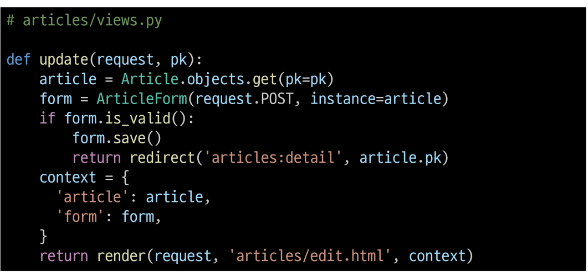 # articles/views.py

def update(request, pk):
    article = Article.objects.get(pk=pk)
    form = ArticleForm(request.POST, instance=article)
    if form.is_valid():
        form.save()
        return redirect('articles:detail', article.pk)
    context = {
      'article': article,
      'form': form,
    }
    return render(request, 'articles/edit.html', context)